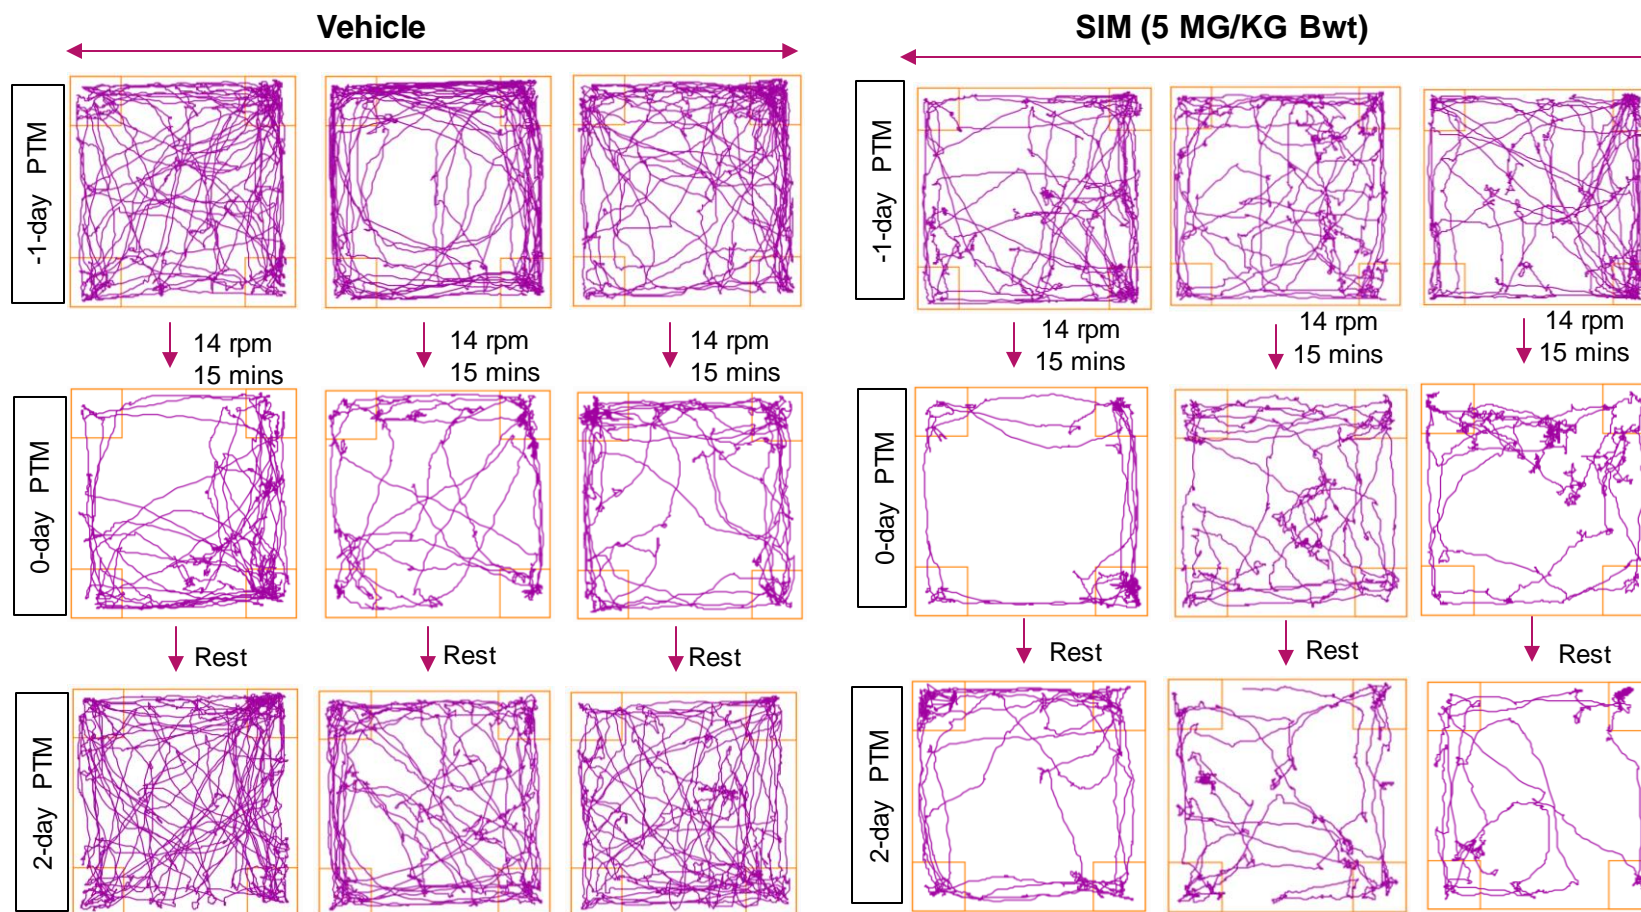 Vehicle
SIM (5 MG/KG Bwt)
-1-day PTM
-1-day PTM
14 rpm
15 mins
14 rpm
15 mins
14 rpm
15 mins
14 rpm
15 mins
14 rpm
15 mins
14 rpm
15 mins
0-day PTM
0-day PTM
Rest
Rest
Rest
Rest
Rest
Rest
2-day PTM
2-day PTM